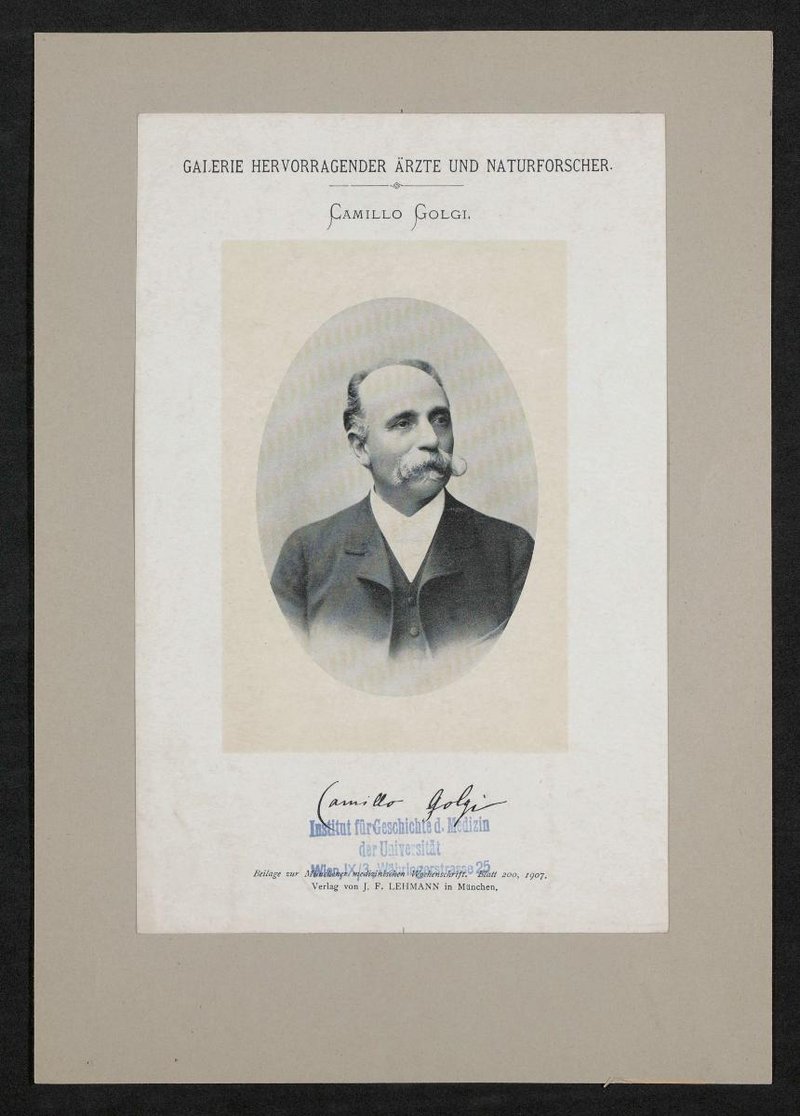 GALERIE HERVORRAGENDER ÄRZTE UND NATURFORSCHER.
CAMILLO GOLGI.
Camillo Golgi
Institut für Geschichte d. Medizin
der Universität
Wien IX/3, Währingerstrasse 25
Beilage zur Münchener medizinischen Wochenschrift. Blatt 200, 1907.
Verlag von J. F. LEHMANN in München.